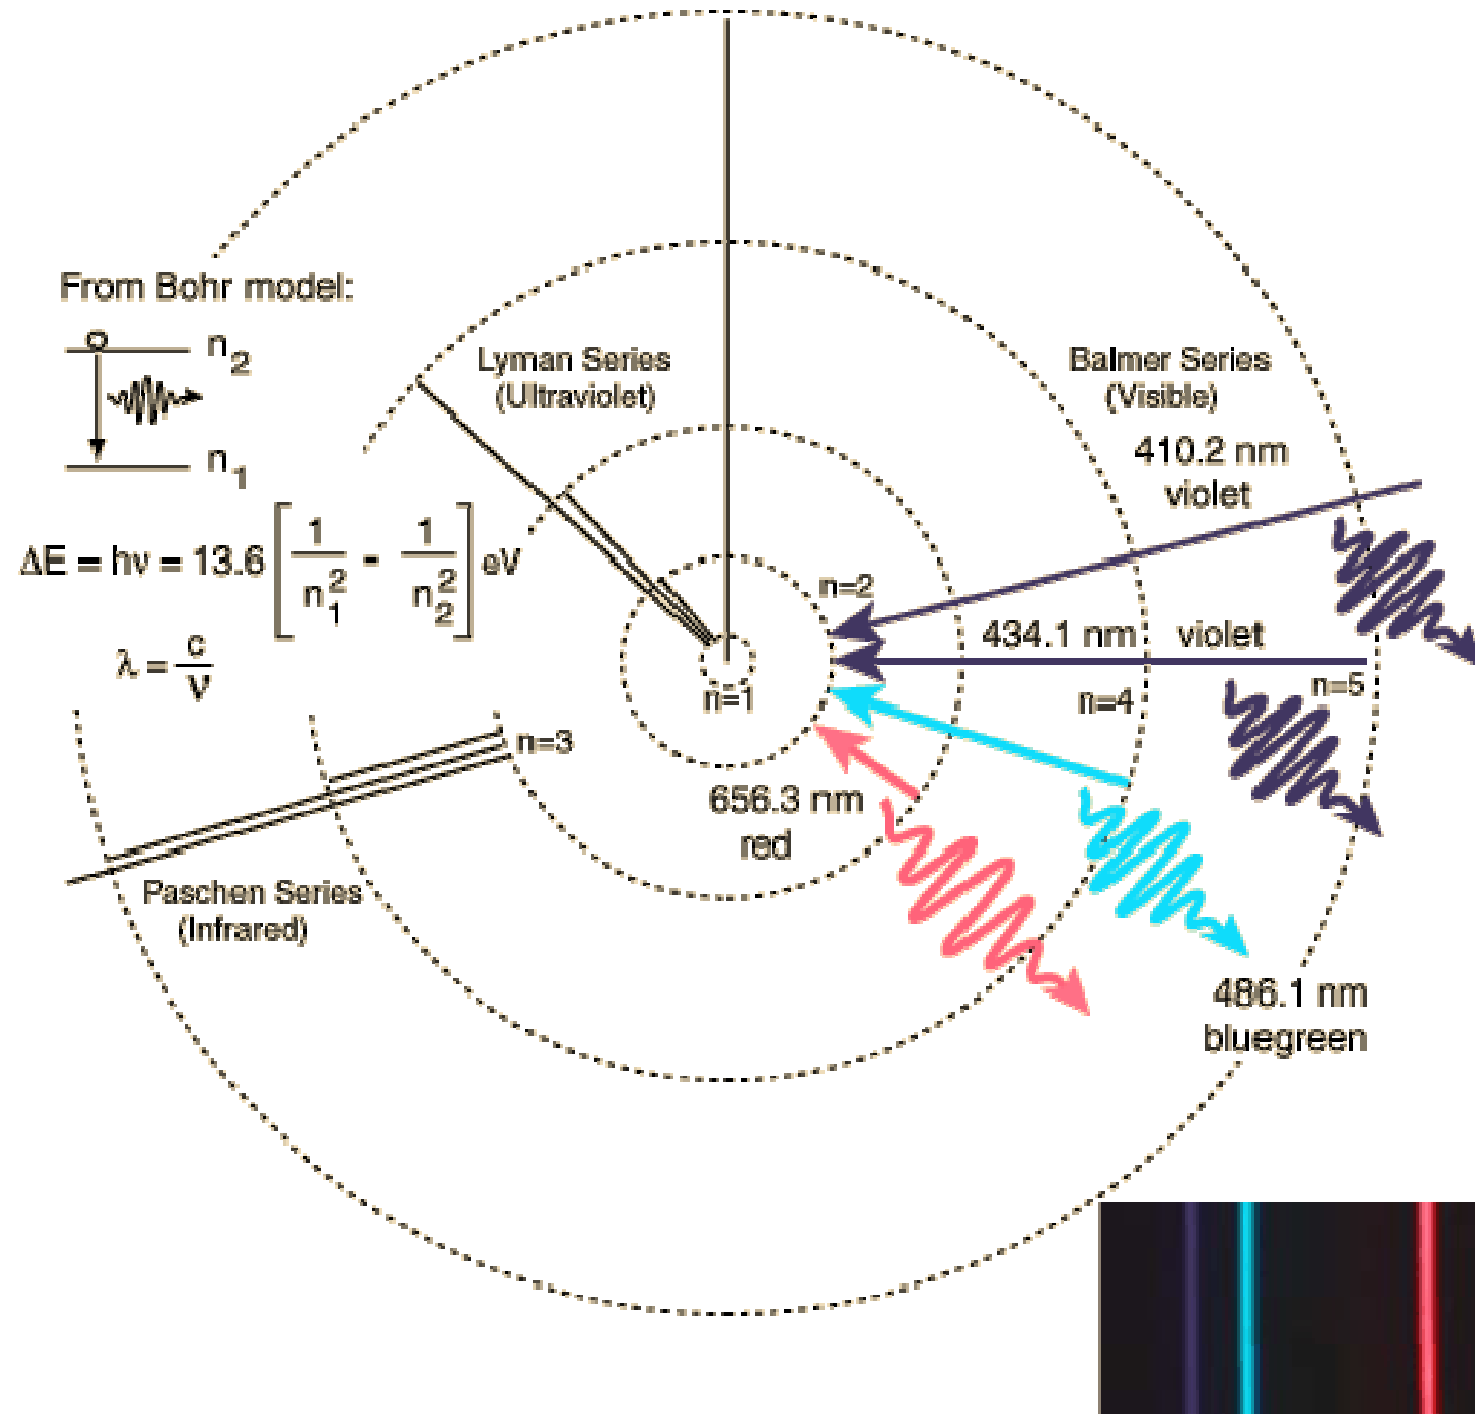 From Bohr model:
n₂
n₁
ΔE = hν = 13.6 [ 1/n₁² - 1/n₂² ] eV
λ = c/ν
Lyman Series
(Ultraviolet)
Balmer Series
(Visible)
410.2 nm
violet
n=2
434.1 nm violet
n=1
n=4
n=5
n=3
656.3 nm
red
Paschen Series
(Infrared)
486.1 nm
bluegreen